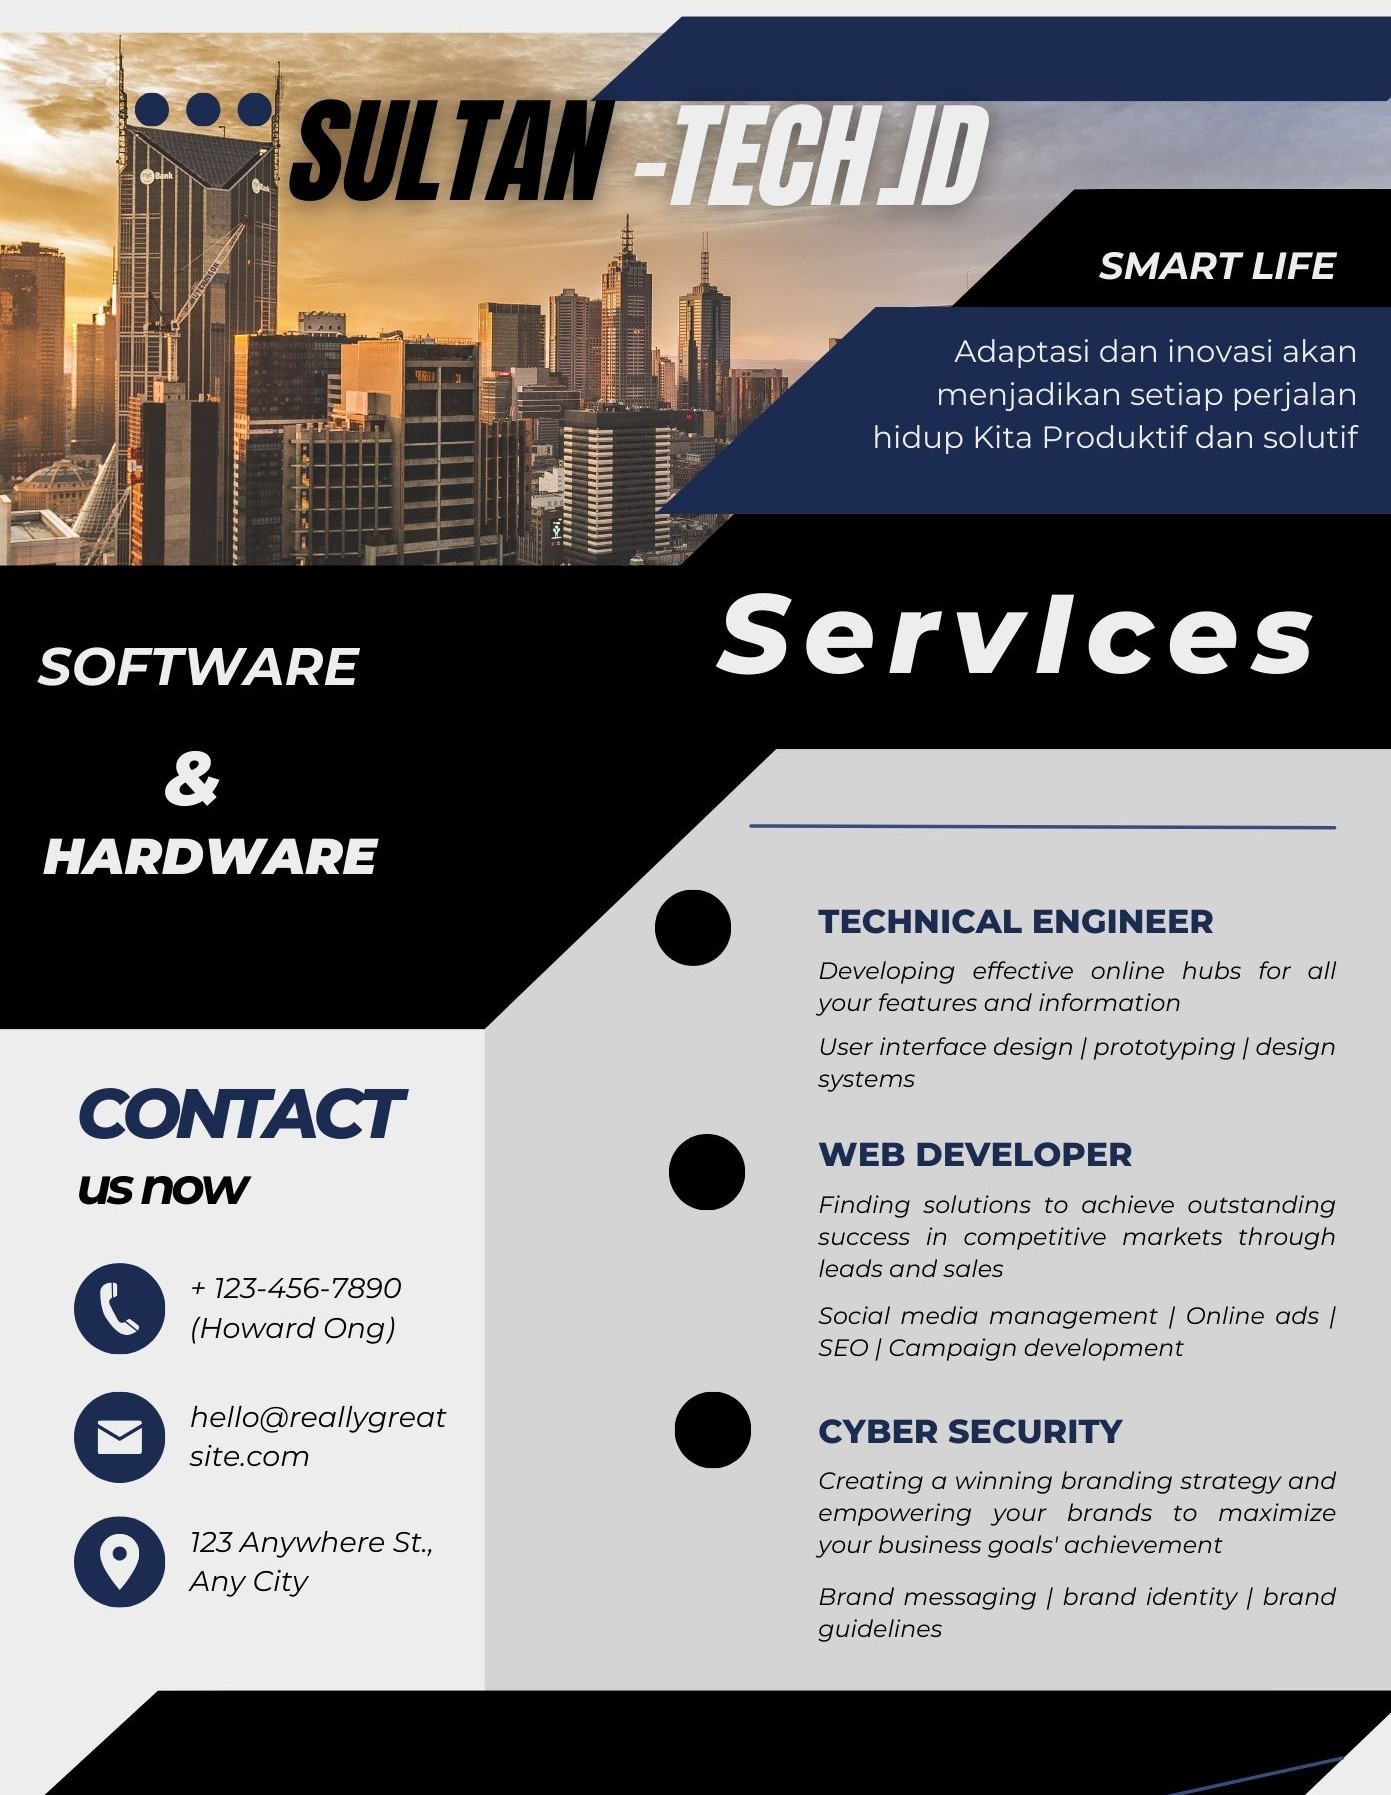 SULTAN -TECH.ID
Bank
SMART LIFE
Adaptasi dan inovasi akan
menjadikan setiap perjalan
hidup Kita Produktif dan solutif
ServIces
SOFTWARE
&
HARDWARE
TECHNICAL ENGINEER
Developing effective online hubs for all
your features and information
User interface design | prototyping | design
systems
WEB DEVELOPER
Finding solutions to achieve outstanding
success in competitive markets through
leads and sales
Social media management | Online ads |
SEO | Campaign development
CYBER SECURITY
Creating a winning branding strategy and
empowering your brands to maximize
your business goals' achievement
Brand messaging | brand identity | brand
guidelines
CONTACT
us now
+ 123-456-7890
(Howard Ong)
hello@reallygreat
site.com
123 Anywhere St.,
Any City